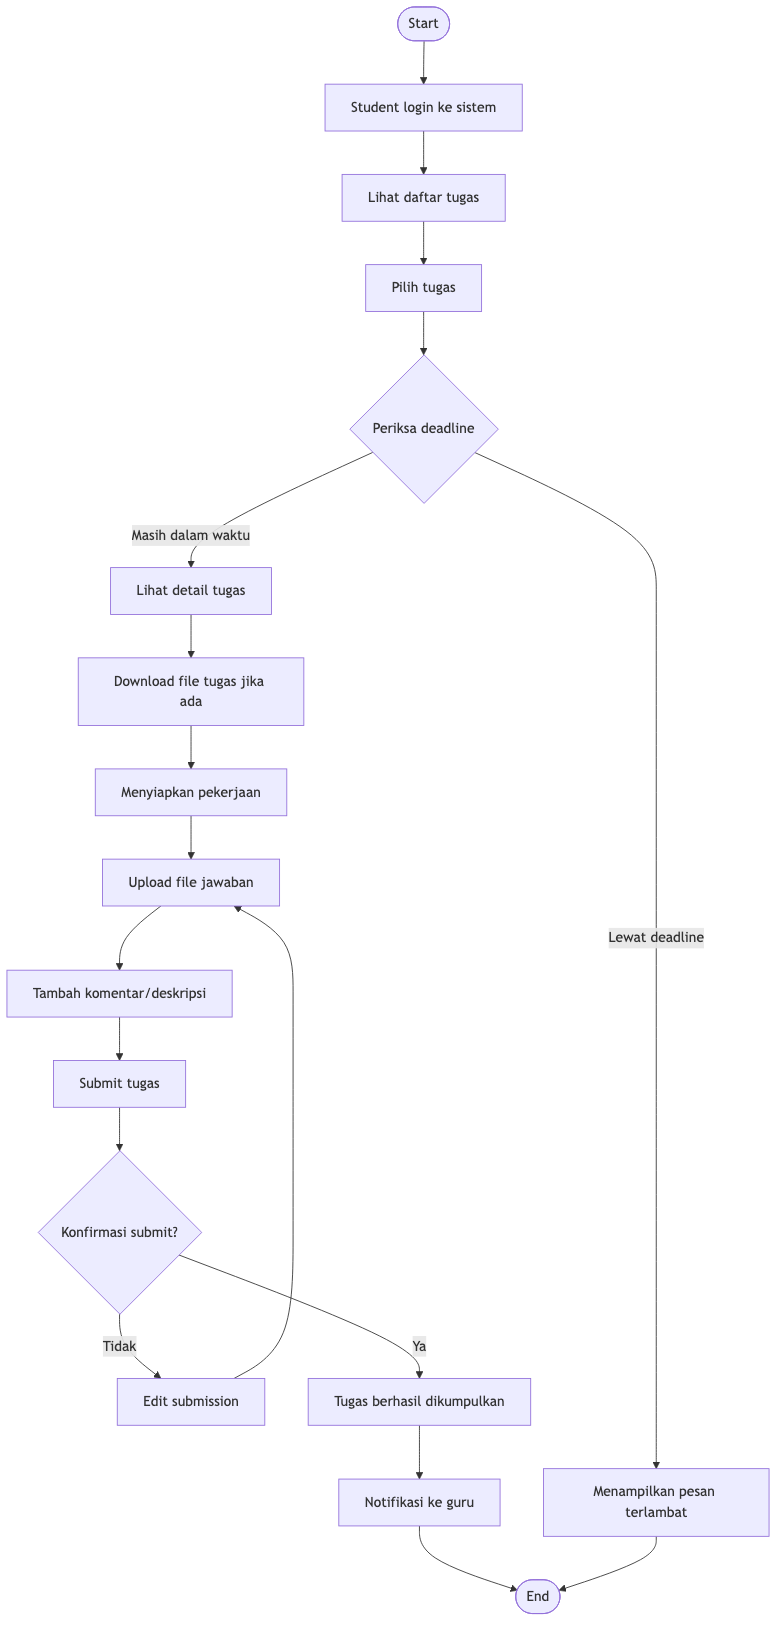 Start
Student login ke sistem
Lihat daftar tugas
Pilih tugas
Periksa deadline
Masih dalam waktu
Lihat detail tugas
Download file tugas jika
ada
Menyiapkan pekerjaan
Upload file jawaban
Lewat deadline
Tambah komentar/deskripsi
Submit tugas
Konfirmasi submit?
Tidak
Ya
Edit submission
Tugas berhasil dikumpulkan
Notifikasi ke guru
Menampilkan pesan
terlambat
End